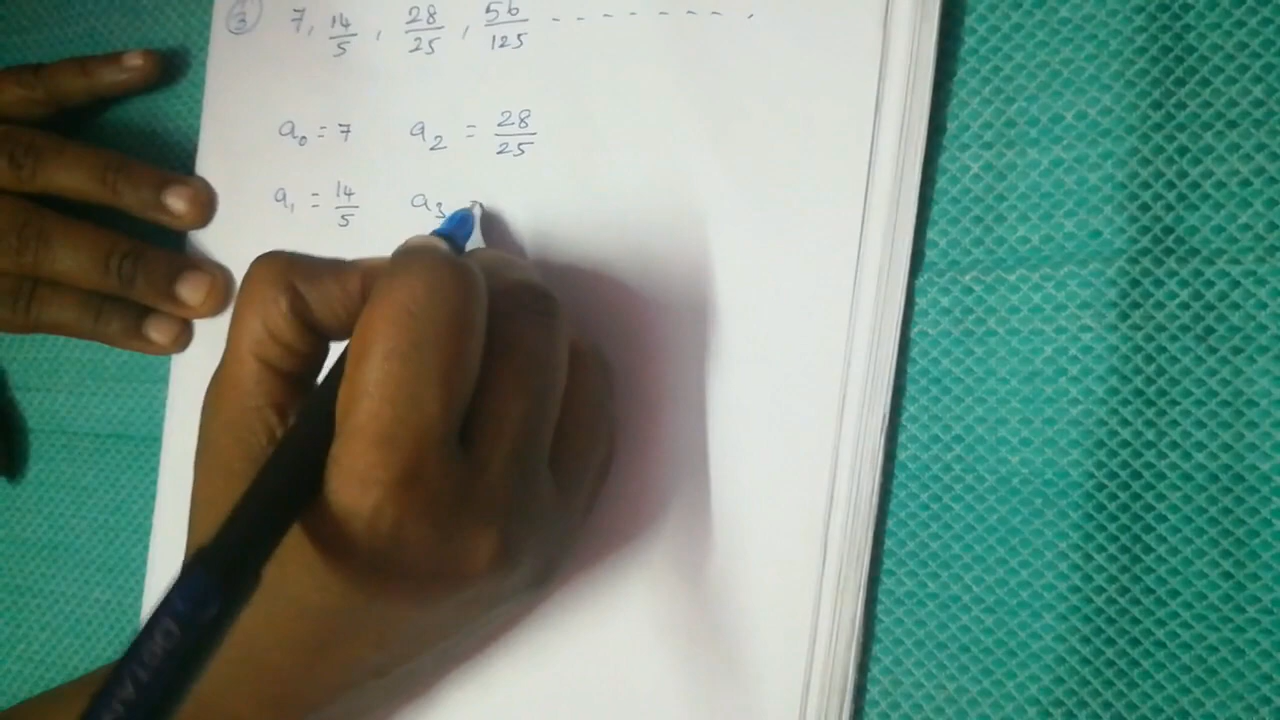 ③ 7, 14/5, 28/25, 56/125 - - - - - - - - .
a₀ = 7 a₂ = 28/25
a₁ = 14/5 a₃ =